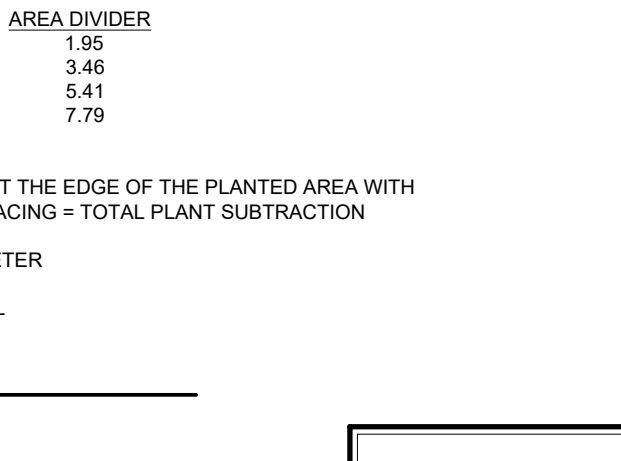 AREA DIVIDER
1.95
3.46
5.41
7.79
T THE EDGE OF THE PLANTED AREA WITH
ACING = TOTAL PLANT SUBTRACTION
ETER